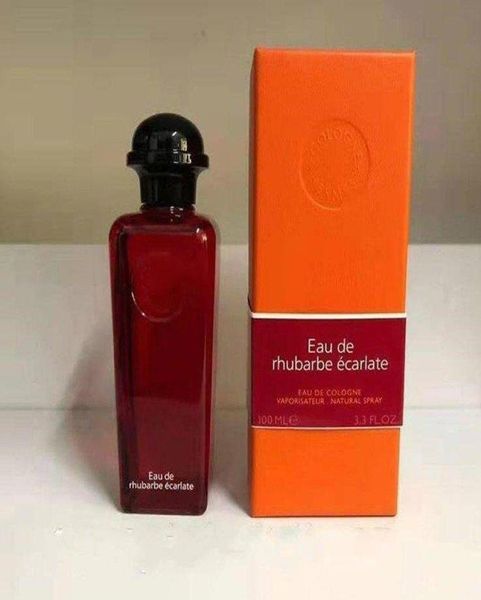 Eau de
rhubarbe écarlate
Eau de
rhubarbe écarlate
EAU DE COLOGNE
VAPORISATEUR . NATURAL SPRAY
100 ML℮ 3.3 FL.OZ